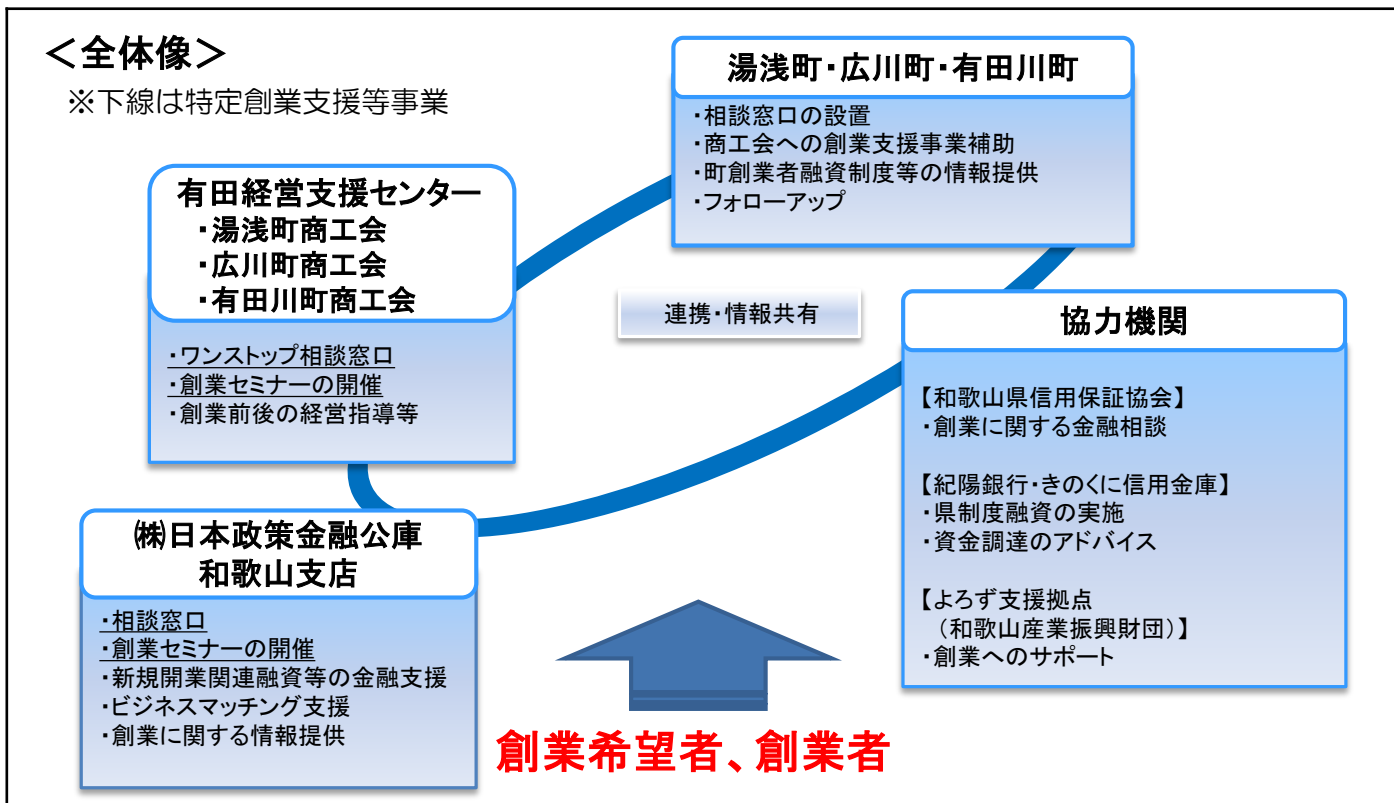 ＜全体像＞
※下線は特定創業支援等事業
湯浅町・広川町・有田川町
・相談窓口の設置
・商工会への創業支援事業補助
・町創業者融資制度等の情報提供
・フォローアップ
有田経営支援センター
・湯浅町商工会
・広川町商工会
・有田川町商工会
・ワンストップ相談窓口
・創業セミナーの開催
・創業前後の経営指導等
連携・情報共有
協力機関
【和歌山県信用保証協会】
・創業に関する金融相談
【紀陽銀行・きのくに信用金庫】
・県制度融資の実施
・資金調達のアドバイス
【よろず支援拠点
（和歌山産業振興財団）】
・創業へのサポート
㈱日本政策金融公庫
和歌山支店
・相談窓口
・創業セミナーの開催
・新規開業関連融資等の金融支援
・ビジネスマッチング支援
・創業に関する情報提供
創業希望者、創業者